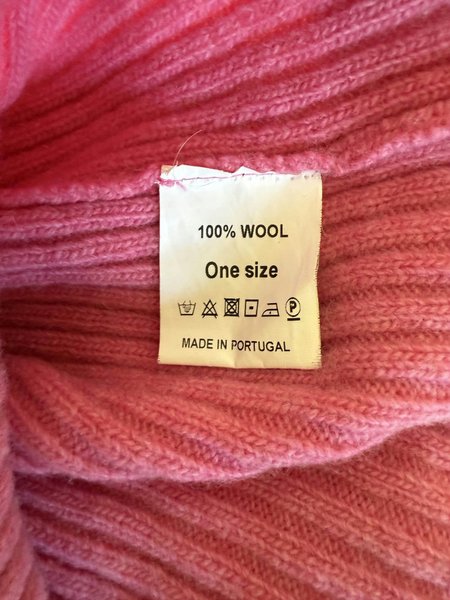 100% WOOL
One size
P
MADE IN PORTUGAL